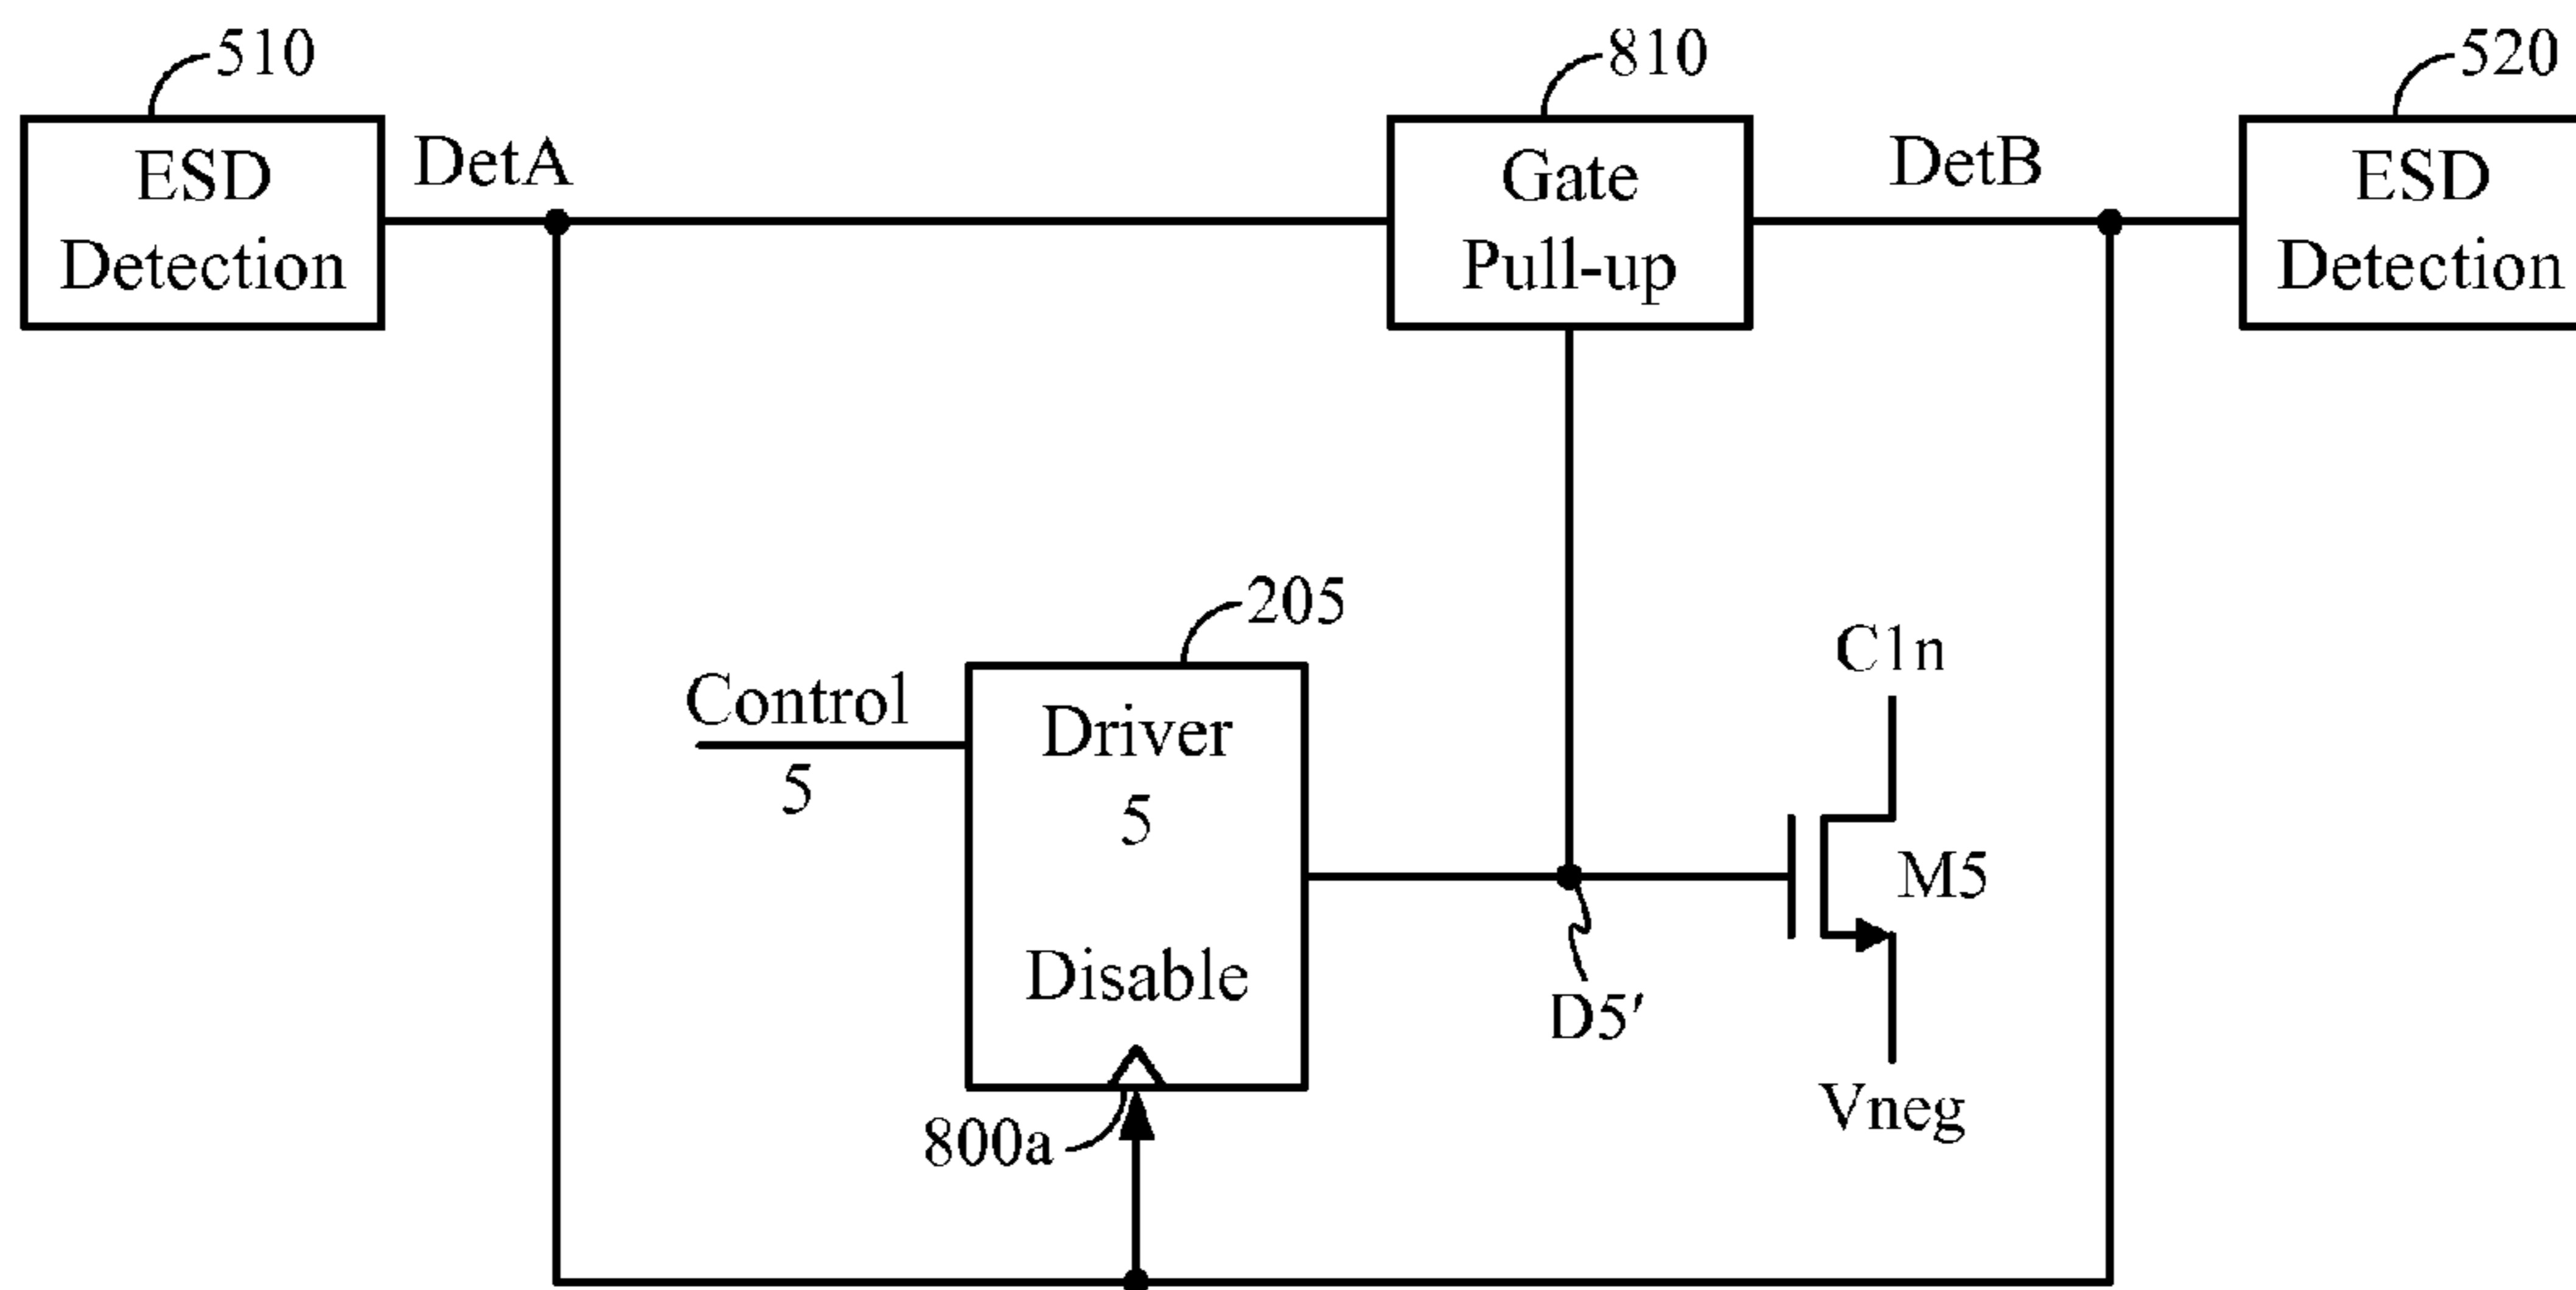 510
810
520
ESD
Detection
DetA
Gate
Pull-up
DetB
ESD
Detection
205
Control
5
Driver
5
Disable
C1n
M5
D5'
Vneg
800a